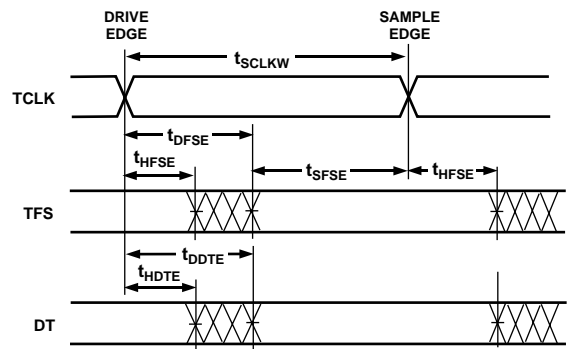 DRIVE EDGE
SAMPLE EDGE
tSCLKW
TCLK
tDFSE
tHFSE
tSFSE
tHFSE
TFS
tDDTE
tHDTE
DT